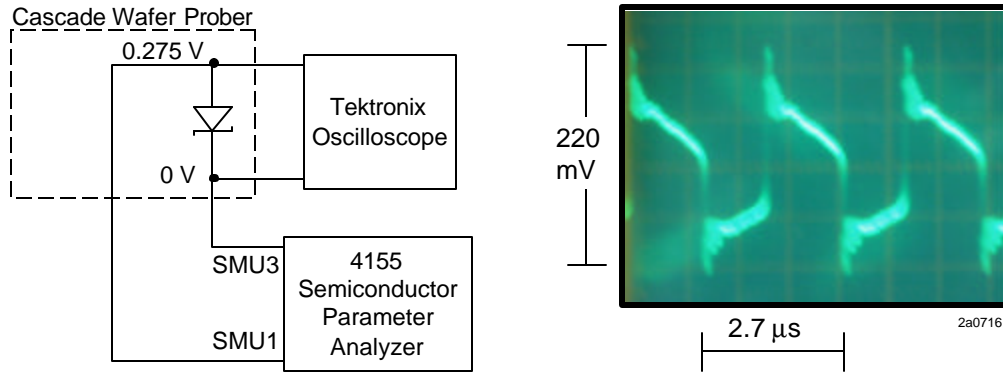 Cascade Wafer Prober
0.275 V
Tektronix
Oscilloscope
0 V
SMU3
4155
Semiconductor
Parameter
Analyzer
SMU1
220
mV
2.7 µs
2a0716